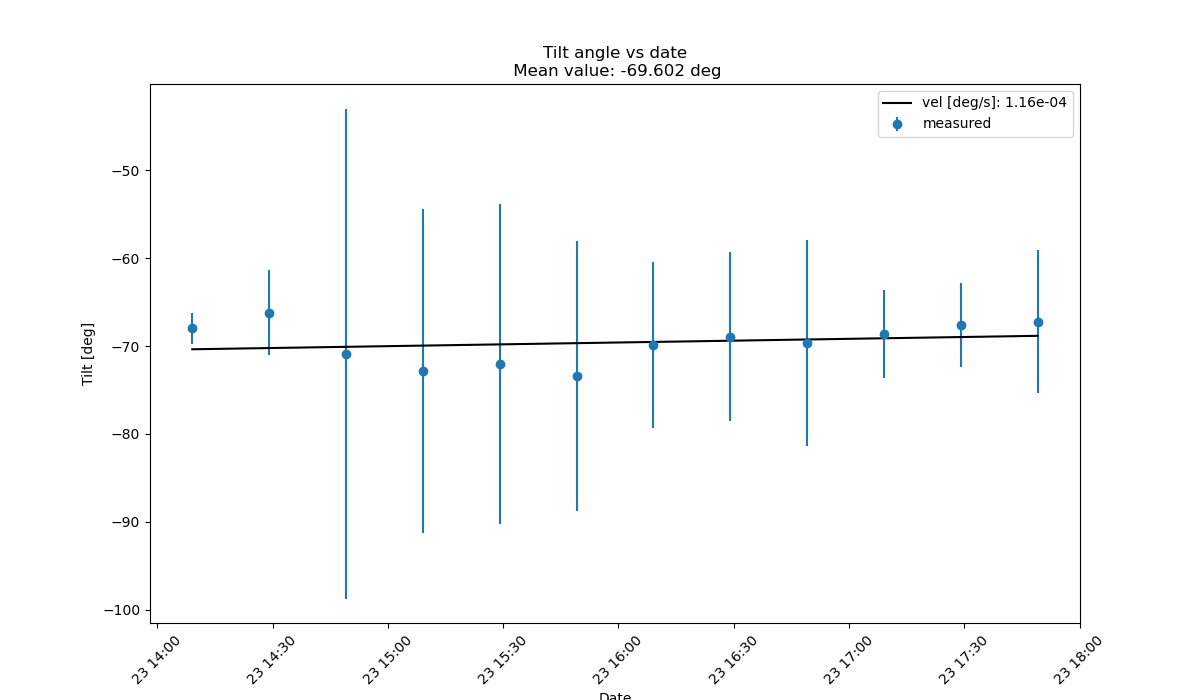 Tilt angle vs date
Mean value: -69.602 deg
vel [deg/s]: 1.16e-04
measured
Tilt [deg]
−50
−60
−70
−80
−90
−100
23 14:00
23 14:30
23 15:00
23 15:30
23 16:00
23 16:30
23 17:00
23 17:30
23 18:00
Date